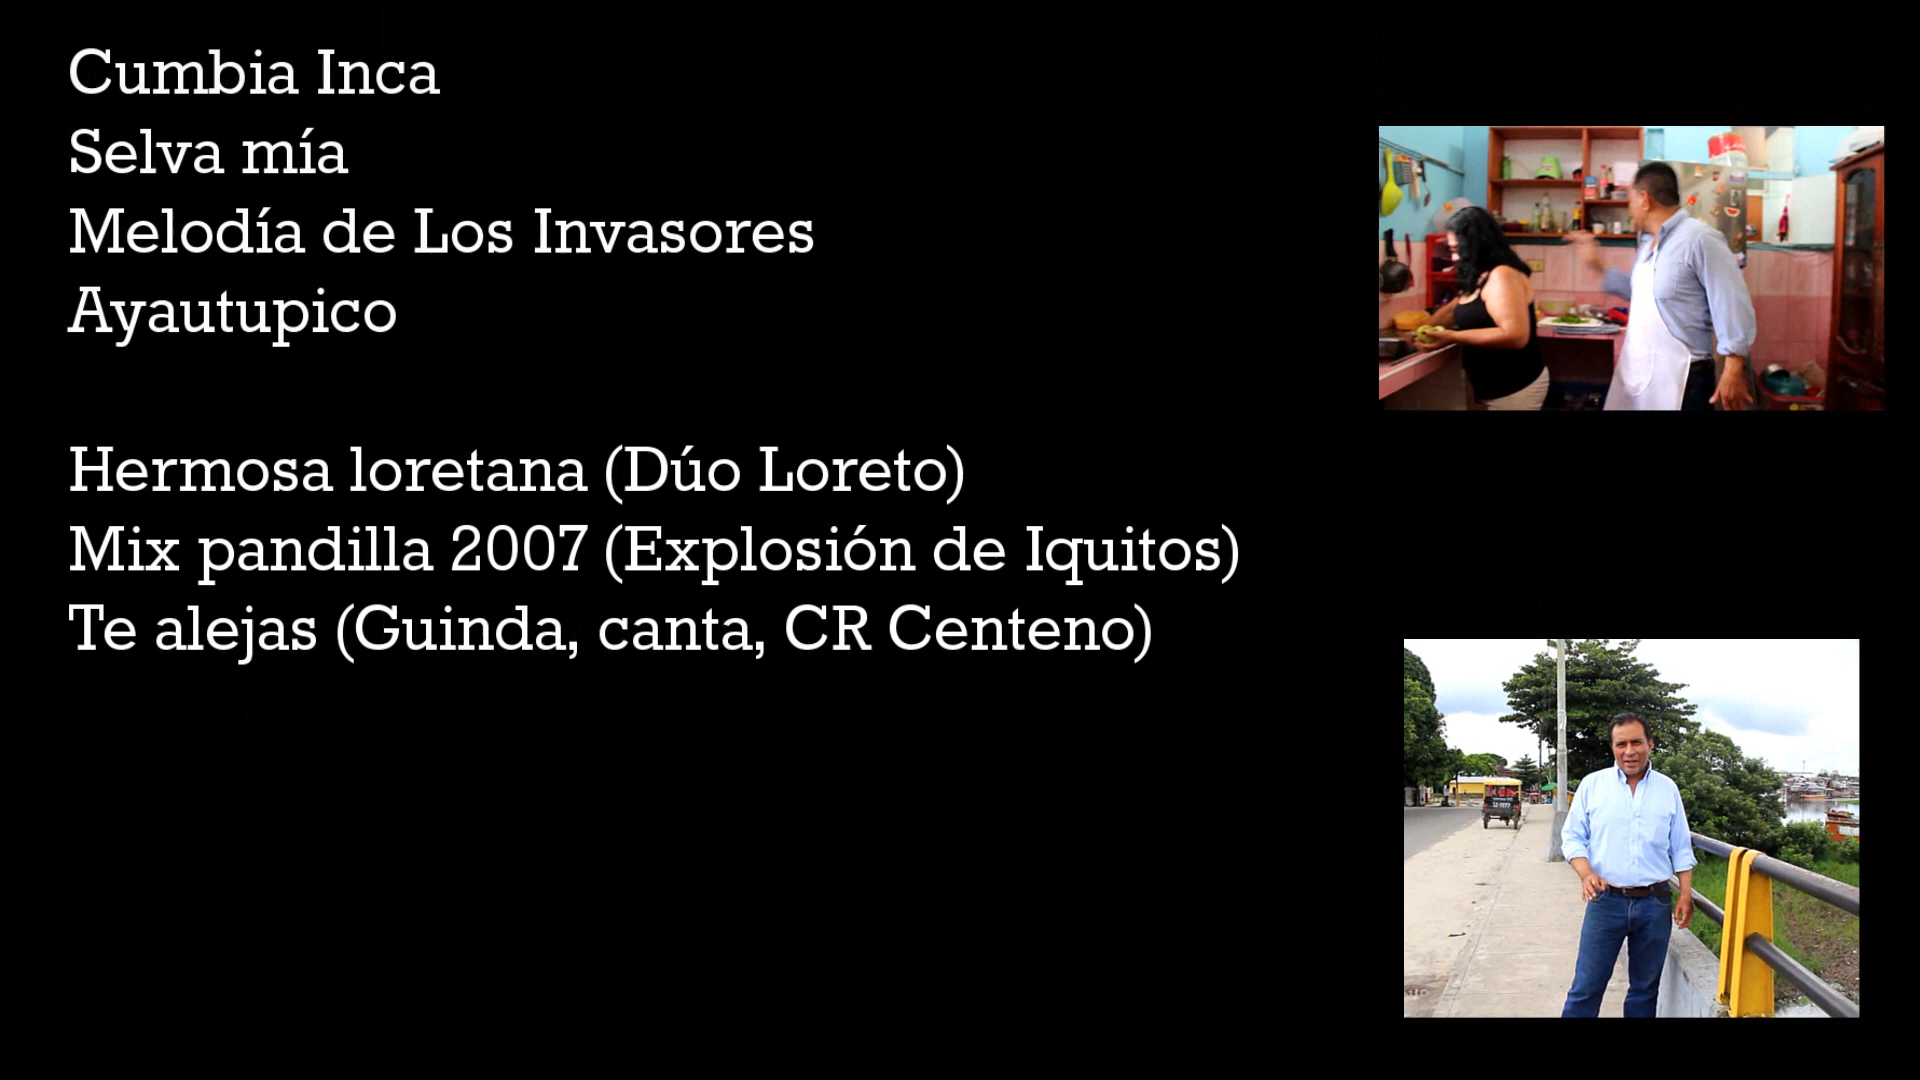 Cumbia Inca
Selva mía
Melodía de Los Invasores
Ayautupico
Hermosa loretana (Dúo Loreto)
Mix pandilla 2007 (Explosión de Iquitos)
Te alejas (Guinda, canta, CR Centeno)